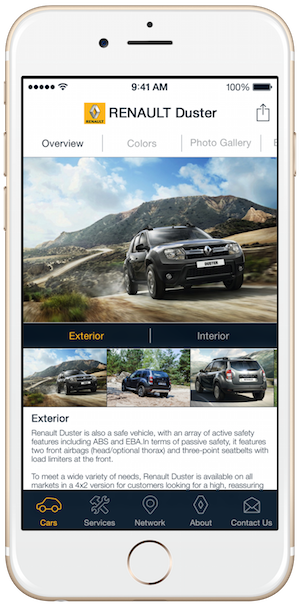 9:41 AM
100%
RENAULT
RENAULT Duster
Overview
Colors
Photo Gallery
E
DUSTER
Exterior
Interior
Exterior
Renault Duster is also a safe vehicle, with an array of active safety
features including ABS and EBA.In terms of passive safety, it features
two front airbags (head/optional thorax) and three-point seatbelts with
load limiters at the front.
To meet a wide variety of needs, Renault Duster is available on all
markets in a 4x2 version for customers looking for a high, reassuring
Cars
Services
Network
About
Contact Us